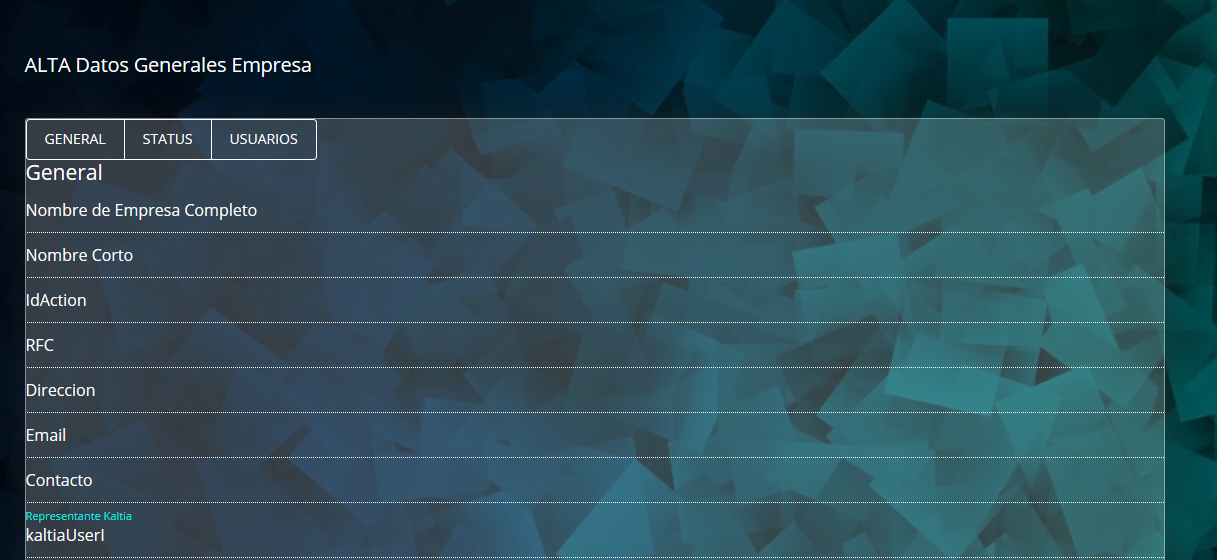 ALTA Datos Generales Empresa
GENERAL STATUS USUARIOS
General
Nombre de Empresa Completo
Nombre Corto
IdAction
RFC
Direccion
Email
Contacto
Representante Kaltia
kaltiaUserI